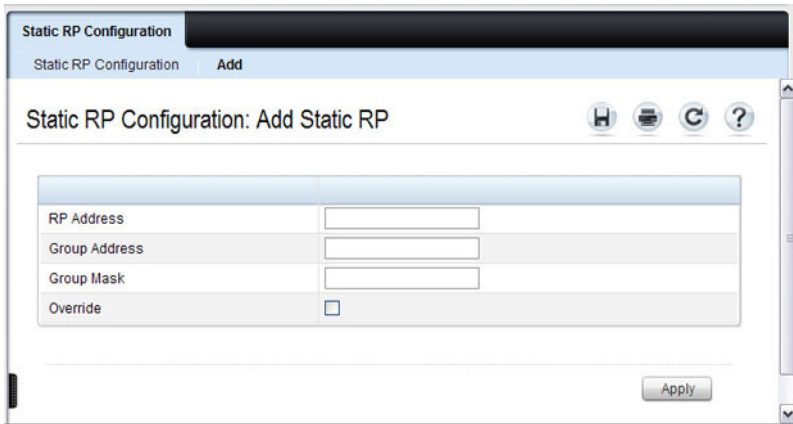 Static RP Configuration
Static RP Configuration Add
Static RP Configuration: Add Static RP
RP Address
Group Address
Group Mask
Override
Apply